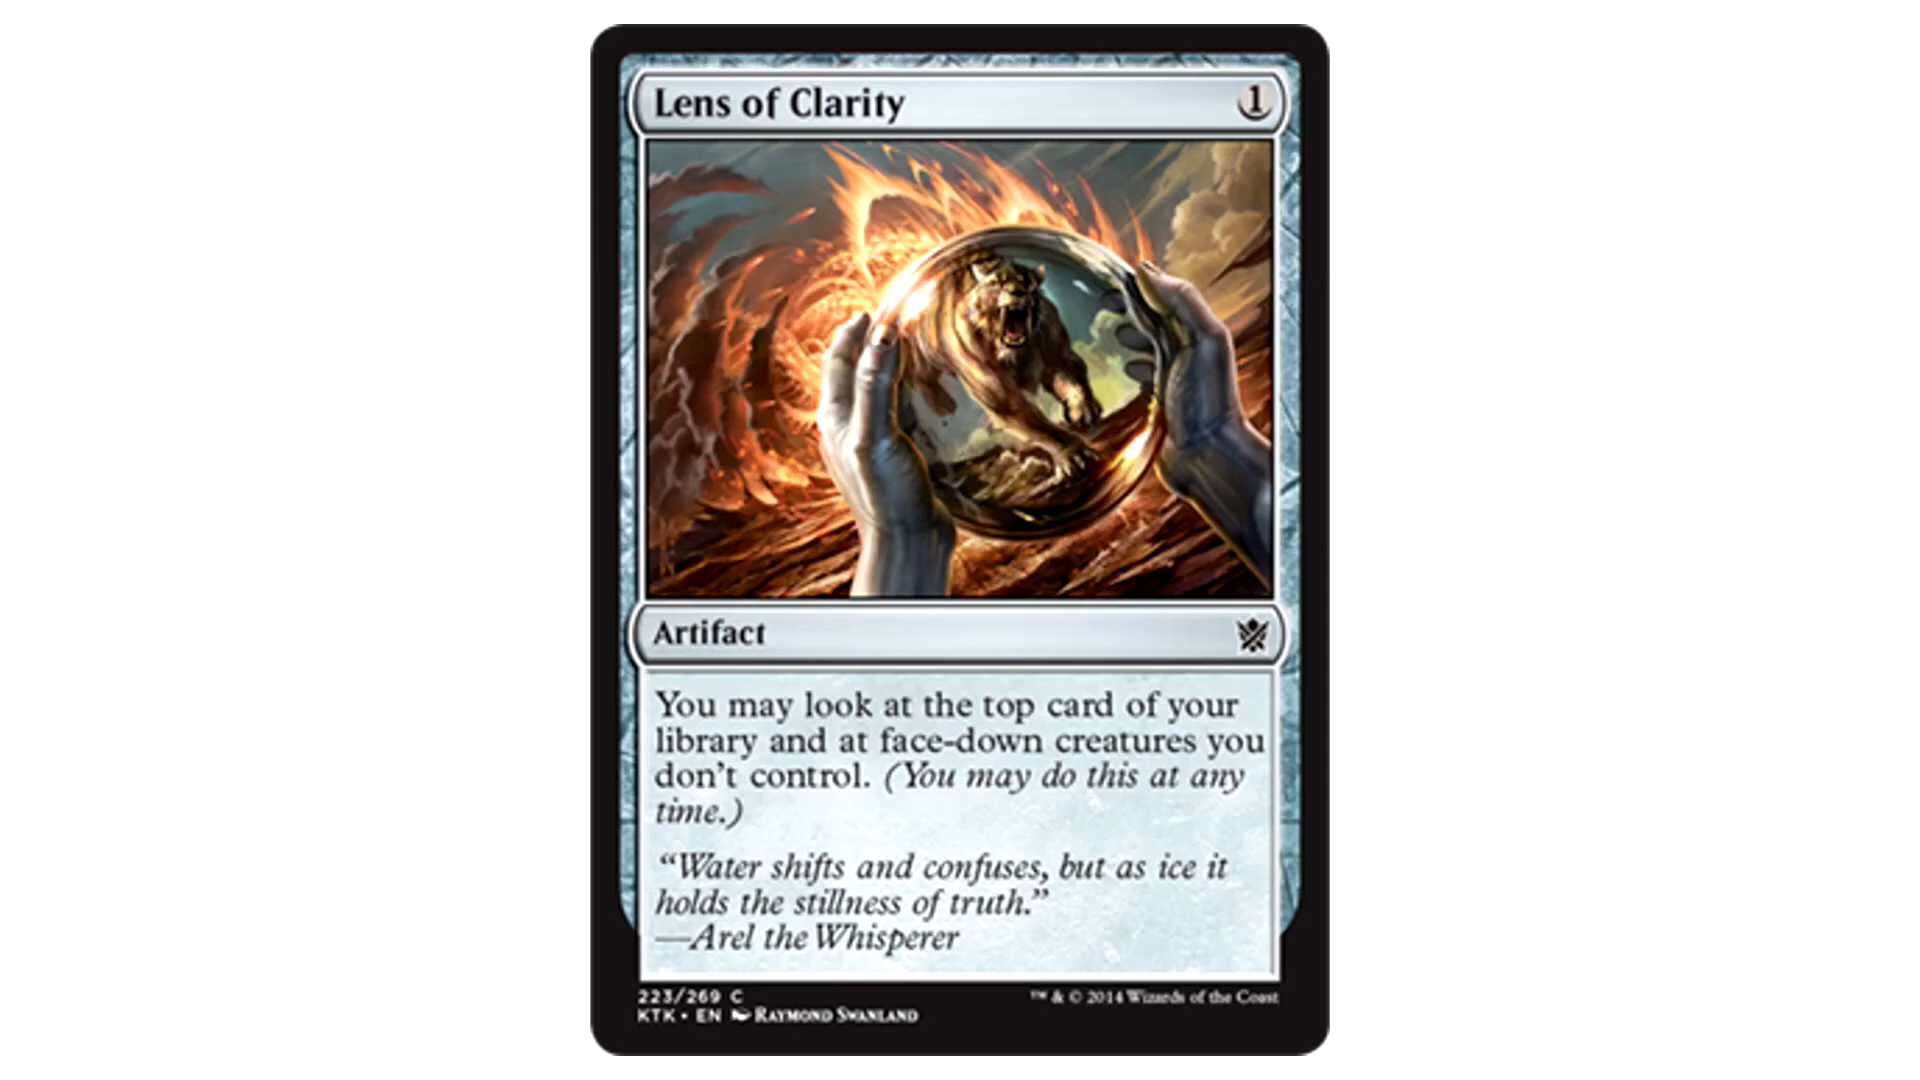 Lens of Clarity
1
Artifact
You may look at the top card of your
library and at face-down creatures you
don't control. (You may do this at any
time.)
“Water shifts and confuses, but as ice it
holds the stillness of truth.”
—Arel the Whisperer
223/269 C
™ & © 2014 Wizards of the Coast
KTK • EN Raymond Swanland